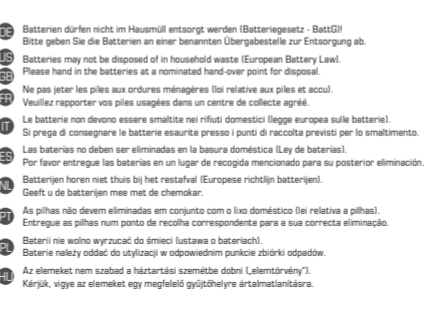 DE Batterien dürfen nicht im Hausmüll entsorgt werden (Batteriegesetz - BattG)!
Bitte geben Sie die Batterien an einer benannten Übergabestelle zur Entsorgung ab.
US Batteries may not be disposed of in household waste (European Battery Law).
GB Please hand in the batteries at a nominated hand-over point for disposal.
FR Ne pas jeter les piles aux ordures ménagères (loi relative aux piles et accu).
Veuillez rapporter vos piles usagées dans un centre de collecte agréé.
IT Le batterie non devono essere smaltite nei rifiuti domestici (legge europea sulle batterie).
Si prega di consegnare le batterie esaurite presso i punti di raccolta previsti per lo smaltimento.
ES Las baterías no deben ser eliminadas en la basura doméstica (Ley de baterías).
Por favor entregue las baterías en un lugar de recogida mencionado para su posterior eliminación.
NL Batterijen horen niet thuis bij het restafval (Europese richtlijn batterijen).
Geeft u de batterijen mee met de chemokar.
PT As pilhas não devem eliminadas em conjunto com o lixo doméstico (lei relativa a pilhas).
Entregue as pilhas num ponto de recolha correspondente para a sua correcta eliminação.
PL Baterii nie wolno wyrzucać do śmieci (ustawa o bateriach).
Baterie należy oddać do utylizacji w odpowiednim punkcie zbiórki odpadów.
HU Az elemeket nem szabad a háztartási szemétbe dobni („elemtörvény").
Kérjük, vigye az elemeket egy megfelelő gyűjtőhelyre ártalmatlanításra.